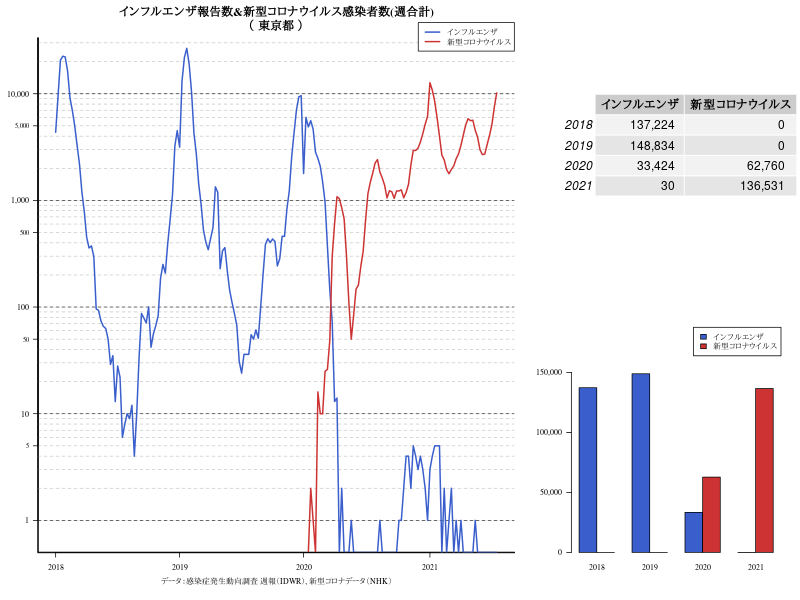 インフルエンザ報告数&新型コロナウイルス感染者数(週合計)
( 東京都 )
インフルエンザ
新型コロナウイルス
10,000
5,000
1,000
500
100
50
10
5
1
2018 2019 2020 2021
データ:感染症発生動向調査 週報(IDWR)、新型コロナデータ(NHK)
インフルエンザ 新型コロナウイルス
2018 137,224 0
2019 148,834 0
2020 33,424 62,760
2021 30 136,531
インフルエンザ
新型コロナウイルス
150,000
100,000
50,000
0
2018 2019 2020 2021